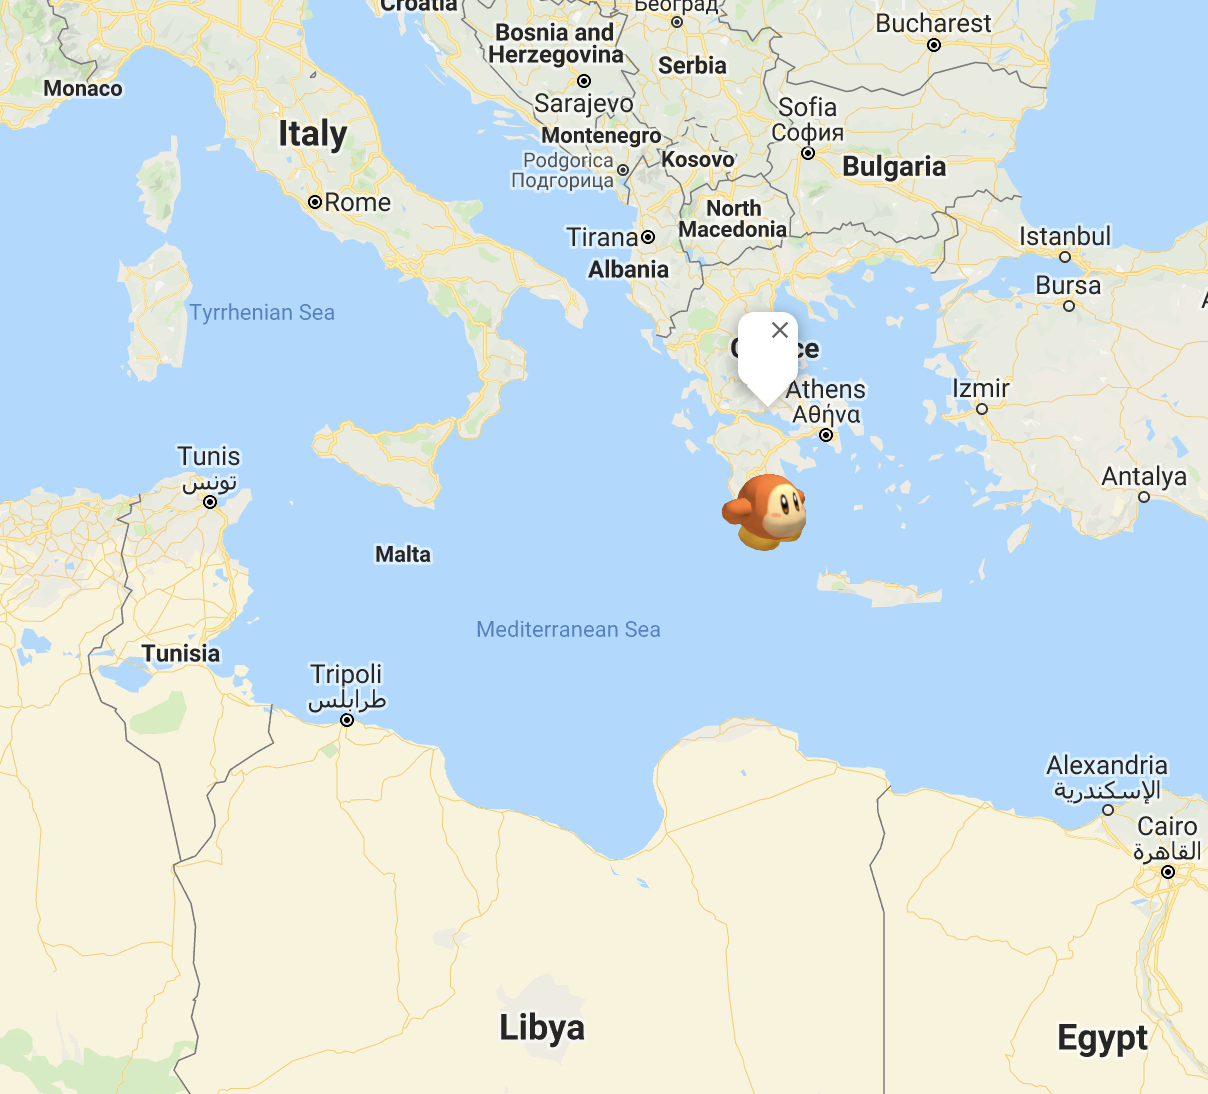 Croatia
Београд
Bucharest
Bosnia and
Herzegovina
Serbia
Monaco
Sarajevo
Sofia
София
Italy
Montenegro
Kosovo
Bulgaria
Podgorica
Подгорица
Rome
North
Macedonia
Tirana
Istanbul
Albania
Bursa
Tyrrhenian Sea
Athens
Αθήνα
Izmir
Tunis
تونس
Antalya
Malta
Mediterranean Sea
Tunisia
Tripoli
طرابلس
Alexandria
الإسكندرية
Cairo
القاهرة
Libya
Egypt